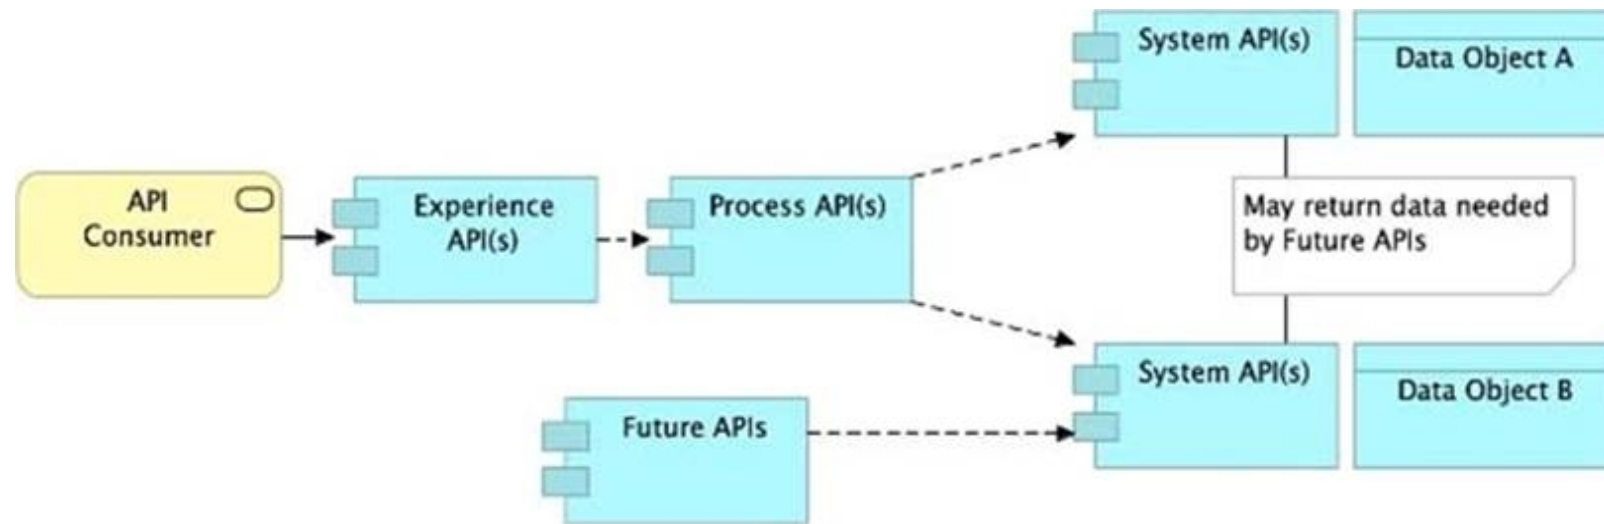 System API(s)
Data Object A
API
Consumer
Experience
API(s)
Process API(s)
May return data needed
by Future APIs
System API(s)
Data Object B
Future APIs